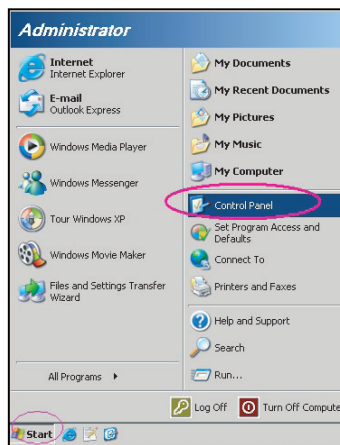 Administrator
Internet
Internet Explorer
E-mail
Outlook Express
Windows Media Player
Windows Messenger
Tour Windows XP
Windows Movie Maker
Files and Settings Transfer
Wizard
All Programs
My Documents
My Recent Documents
My Pictures
My Music
My Computer
Control Panel
Set Program Access and
Defaults
Connect To
Printers and Faxes
Help and Support
Search
Run...
Log Off
Turn Off Compute
Start